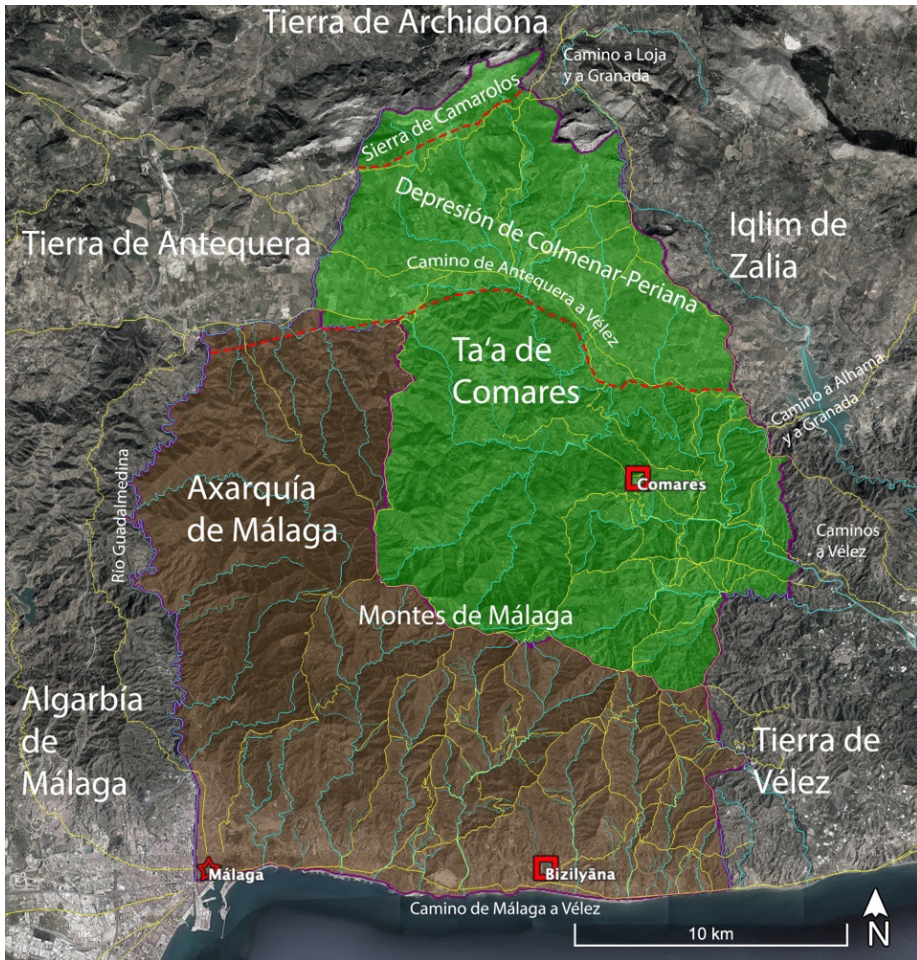 Tierra de Archidona
Camino a Loja
y a Granada
Sierra de Camarolos
Depresión de Colmenar-Periana
Tierra de Antequera
Iqlim de
Zalia
Camino de Antequera a Vélez
Ta‘a de
Comares
Camino a Alhama
y a Granada
Comares
Axarquía
de Málaga
Río Guadalmedina
Caminos
a Vélez
Montes de Málaga
Algarbía
de
Málaga
Tierra de
Vélez
Málaga
Bizilyāna
Camino de Málaga a Vélez
10 km
N